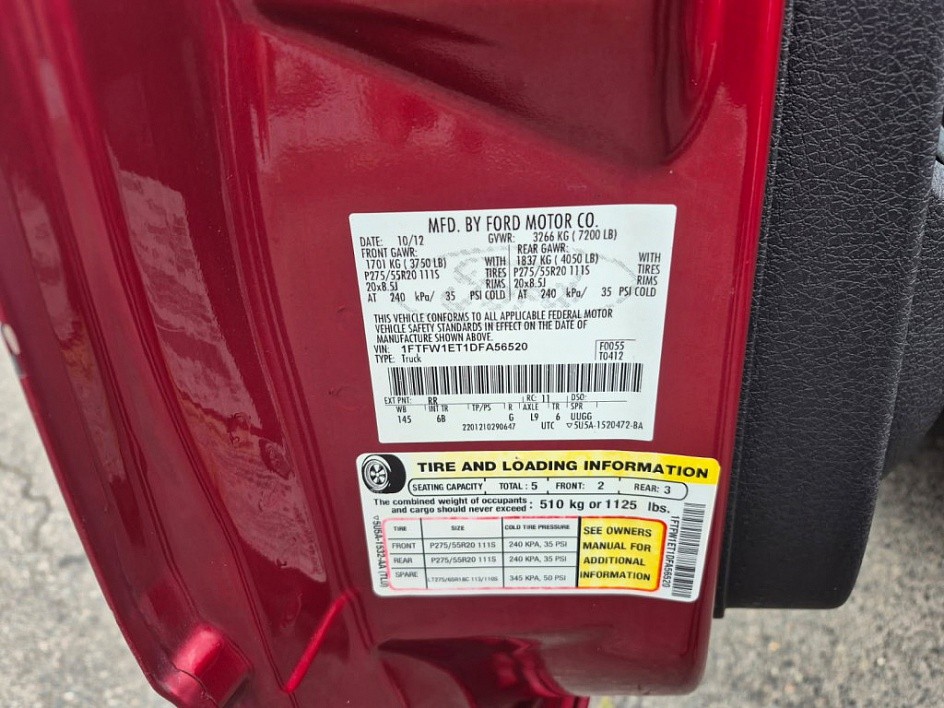 MFD. BY FORD MOTOR CO.
DATE: 10/12 GVWR: 3266 KG ( 7200 LB)
FRONT GAWR: REAR GAWR:
1701 KG ( 3750 LB) WITH 1837 KG ( 4050 LB) WITH
P275/55R20 111S TIRES P275/55R20 111S TIRES
20x8.5J RIMS 20x8.5J RIMS
AT 240 kPa/ 35 PSI COLD AT 240 kPa/ 35 PSI COLD
THIS VEHICLE CONFORMS TO ALL APPLICABLE FEDERAL MOTOR
VEHICLE SAFETY STANDARDS IN EFFECT ON THE DATE OF
MANUFACTURE SHOWN ABOVE.
VIN: 1FTFW1ET1DFA56520 F0055
TYPE: Truck T0412
EXT PNT: RR RC: 11 DSO:
WB INT TR TP/PS R AXLE TR SPR
145 6B G L9 6 UUGG
2201210290647 UTC ▽5U5A-1520472-BA
TIRE AND LOADING INFORMATION
SEATING CAPACITY TOTAL : 5 FRONT: 2 REAR: 3
The combined weight of occupants
and cargo should never exceed : 510 kg or 1125 lbs.
TIRE SIZE COLD TIRE PRESSURE
FRONT P275/55R20 111S 240 KPA, 35 PSI
REAR P275/55R20 111S 240 KPA, 35 PSI
SPARE 345 KPA, 50 PSI
SEE OWNERS
MANUAL FOR
ADDITIONAL
INFORMATION
1FTFW1ET1DFA56520